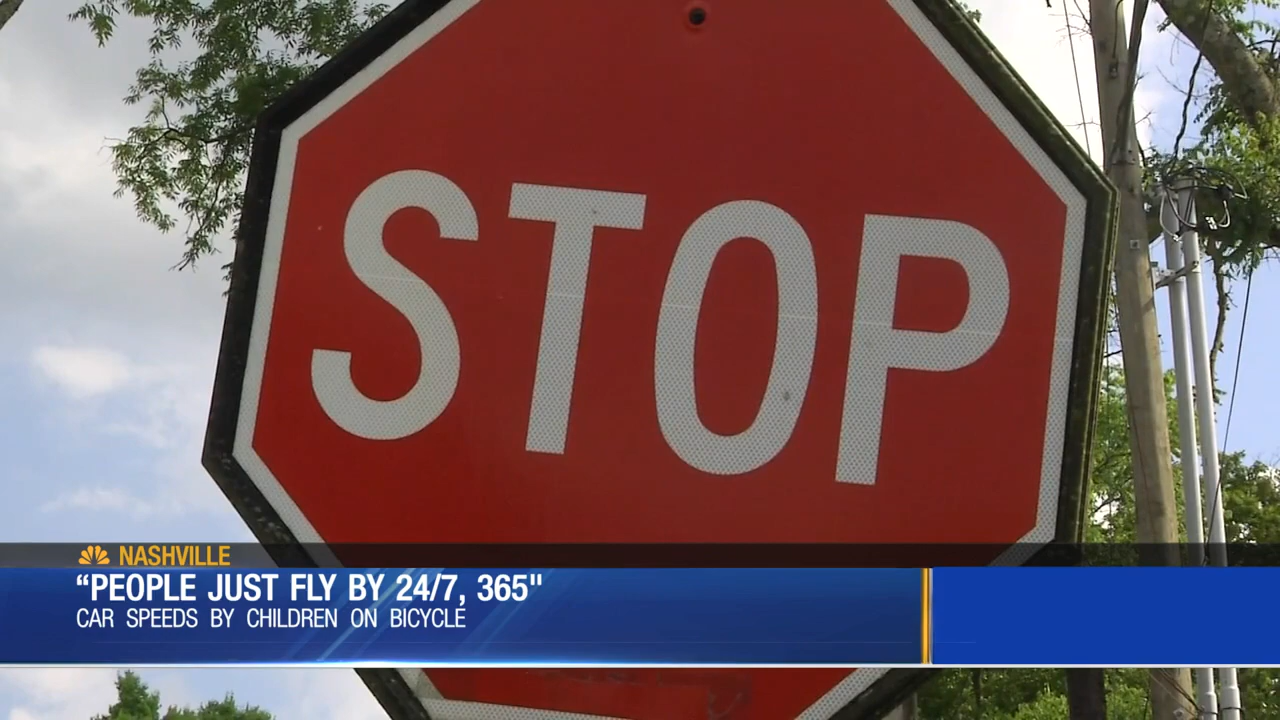 STOP
NASHVILLE
“PEOPLE JUST FLY BY 24/7, 365"
CAR SPEEDS BY CHILDREN ON BICYCLE